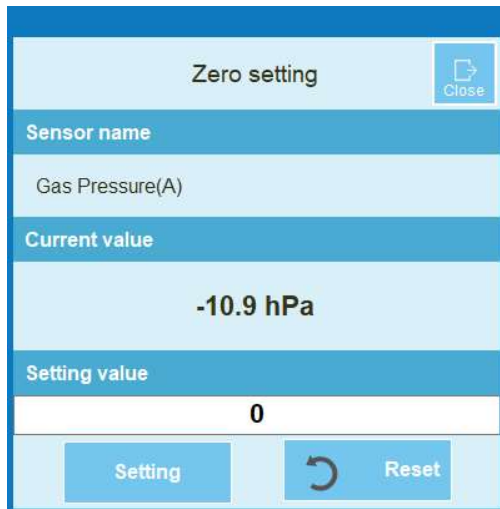 Zero setting
Close
Sensor name
Gas Pressure(A)
Current value
-10.9 hPa
Setting value
0
Setting Reset